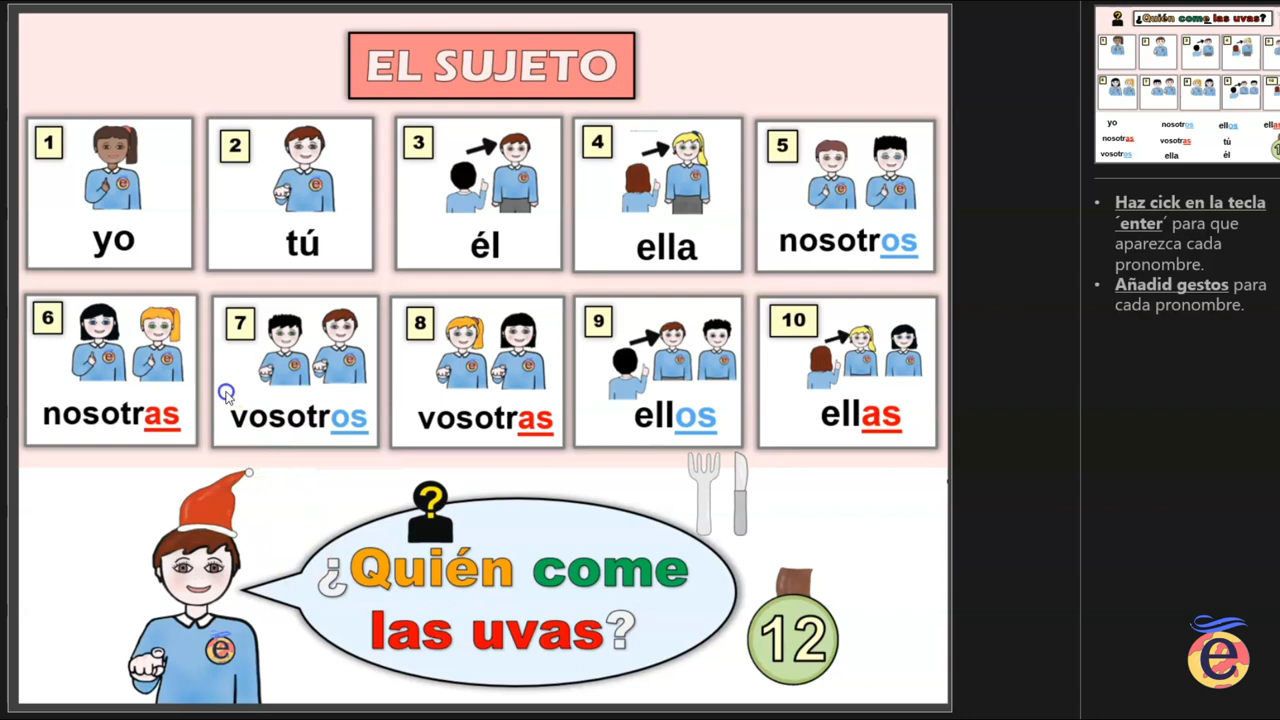 EL SUJETO
1
yo
2
tú
3
él
4
ella
5
nosotros
6
nosotras
7
vosotros
8
vosotras
9
ellos
10
ellas
?
¿Quién come
las uvas?
12
e
¿Quién come las uvas?
yo
nosotros
ellos
nosotras
vosotras
tú
vosotros
ella
él
• Haz cick en la tecla
´enter´ para que
aparezca cada
pronombre.
• Añadid gestos para
cada pronombre.
ẽ